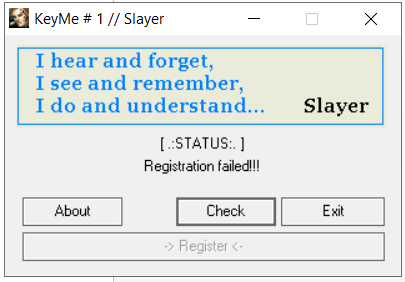 KeyMe # 1 // Slayer
I hear and forget,
I see and remember,
I do and understand... Slayer
[ .:STATUS:. ]
Registration failed!!!
About Check Exit
-> Register <-